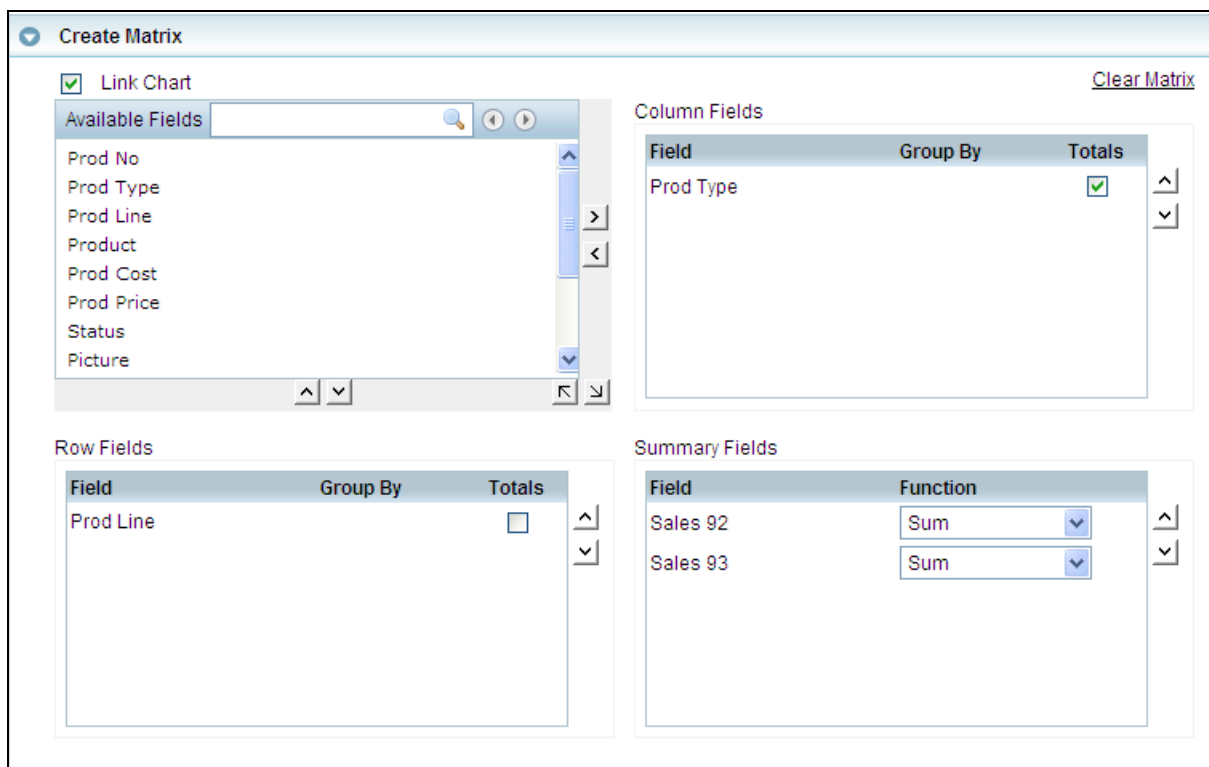 Create Matrix
Link Chart
Clear Matrix
Available Fields
Prod No
Prod Type
Prod Line
Product
Prod Cost
Prod Price
Status
Picture
Column Fields
Field Group By Totals
Prod Type
Row Fields
Field Group By Totals
Prod Line
Summary Fields
Field Function
Sales 92 Sum
Sales 93 Sum